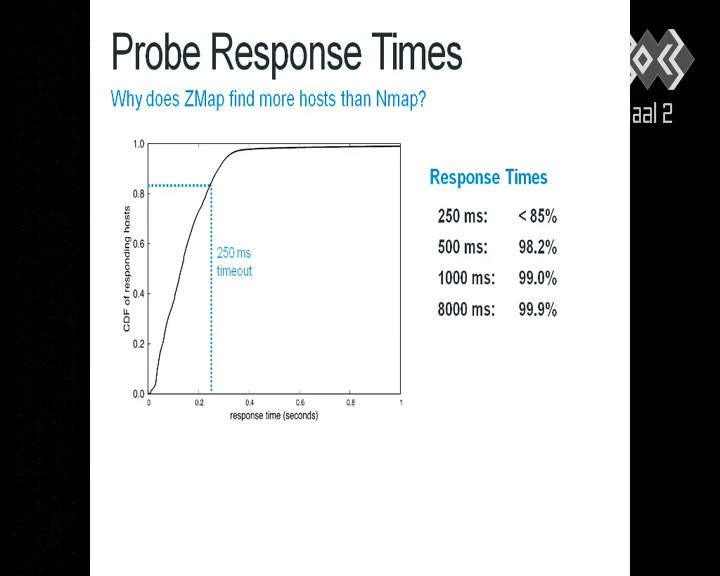 Probe Response Times
Why does ZMap find more hosts than Nmap?
aal 2
1.0
0.8
0.6
0.4
0.2
0.0
CDF of responding hosts
250 ms
timeout
0
0.2
0.4
0.6
0.8
1
response time (seconds)
Response Times
250 ms: < 85%
500 ms: 98.2%
1000 ms: 99.0%
8000 ms: 99.9%